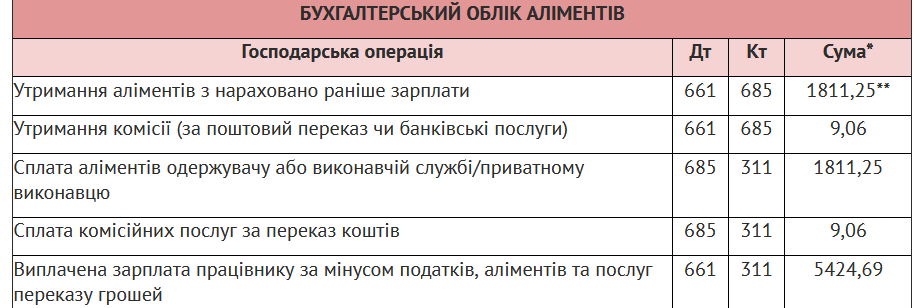 БУХГАЛТЕРСЬКИЙ ОБЛІК АЛІМЕНТІВ
Господарська операція Дт Кт Сума*
Утримання аліментів з нараховано раніше зарплати 661 685 1811,25**
Утримання комісії (за поштовий переказ чи банківські послуги) 661 685 9,06
Сплата аліментів одержувачу або виконавчій службі/приватному 685 311 1811,25
виконавцю
Сплата комісійних послуг за переказ коштів 685 311 9,06
Виплачена зарплата працівнику за мінусом податків, аліментів та послуг 661 311 5424,69
переказу грошей